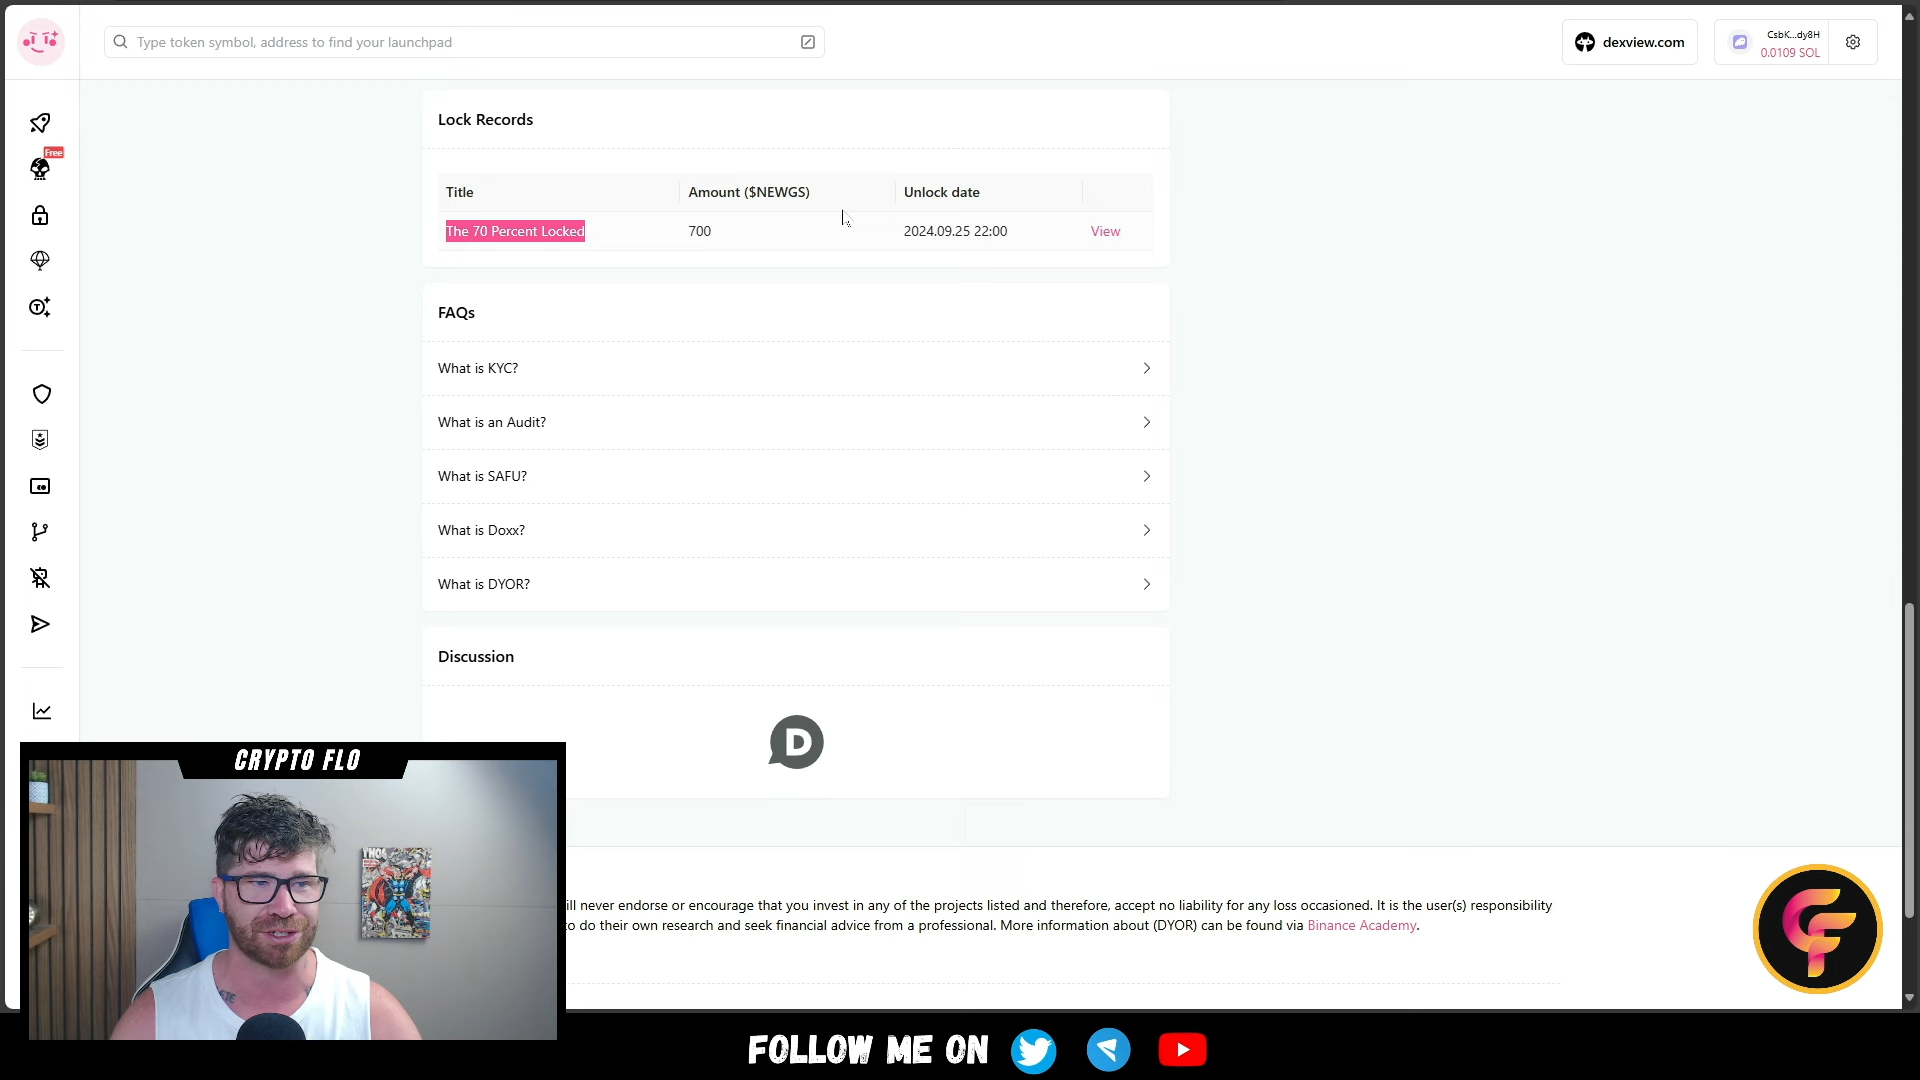 Type token symbol, address to find your launchpad
dexview.com
CsbK...dy8H
0.0109 SOL
Free
Lock Records
Title
Amount ($NEWGS)
Unlock date
The 70 Percent Locked
700
2024.09.25 22:00
View
FAQs
What is KYC?
What is an Audit?
What is SAFU?
What is Doxx?
What is DYOR?
Discussion
CRYPTO FLO
THOR
ill never endorse or encourage that you invest in any of the projects listed and therefore, accept no liability for any loss occasioned. It is the user(s) responsibility
to do their own research and seek financial advice from a professional. More information about (DYOR) can be found via Binance Academy.
FOLLOW ME ON